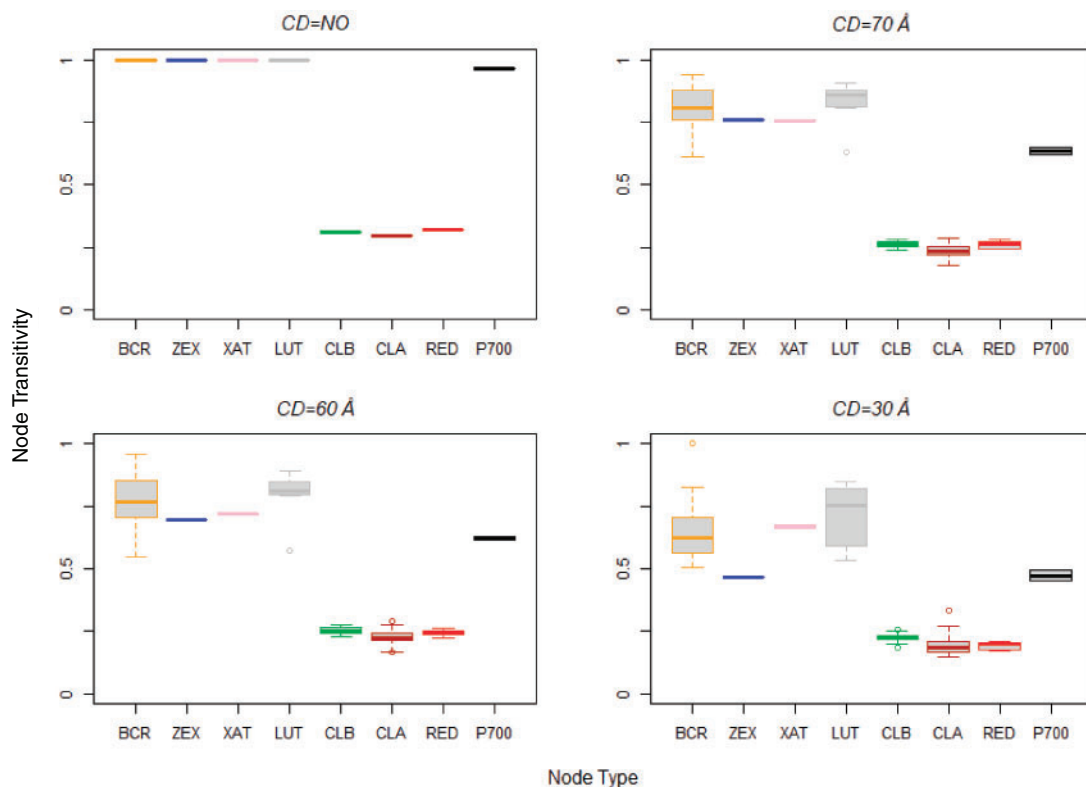 CD=NO
CD=70 Å
1
0.5
0
BCR ZEX XAT LUT CLB CLA RED P700
1
0.5
0
BCR ZEX XAT LUT CLB CLA RED P700
Node Transitivity
CD=60 Å
CD=30 Å
1
0.5
0
BCR ZEX XAT LUT CLB CLA RED P700
1
0.5
0
BCR ZEX XAT LUT CLB CLA RED P700
Node Type